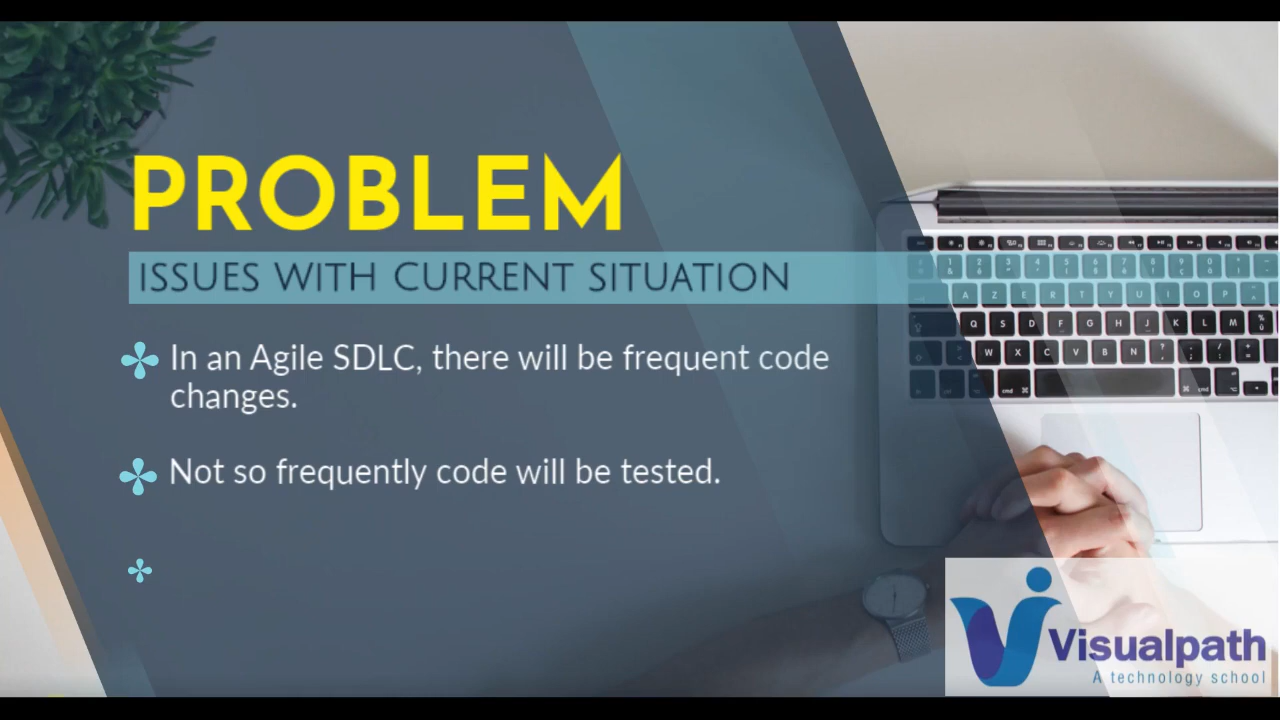 PROBLEM
ISSUES WITH CURRENT SITUATION
In an Agile SDLC, there will be frequent code
changes.
Not so frequently code will be tested.
Visualpath
A technology school